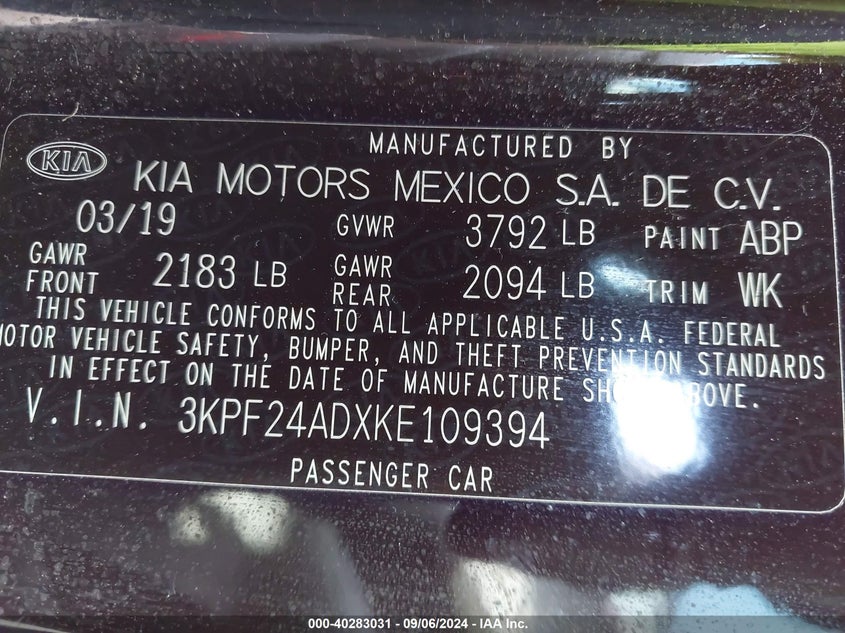 MANUFACTURED BY
KIA KIA MOTORS MEXICO S.A. DE C.V.
03/19 GVWR 3792 LB PAINT ABP
GAWR FRONT 2183 LB GAWR REAR 2094 LB TRIM WK
THIS VEHICLE CONFORMS TO ALL APPLICABLE U.S.A. FEDERAL
MOTOR VEHICLE SAFETY, BUMPER, AND THEFT PREVENTION STANDARDS
IN EFFECT ON THE DATE OF MANUFACTURE SHOWN ABOVE.
V.I.N. 3KPF24ADXKE109394
PASSENGER CAR
000-40283031 - 09/06/2024 - IAA Inc.